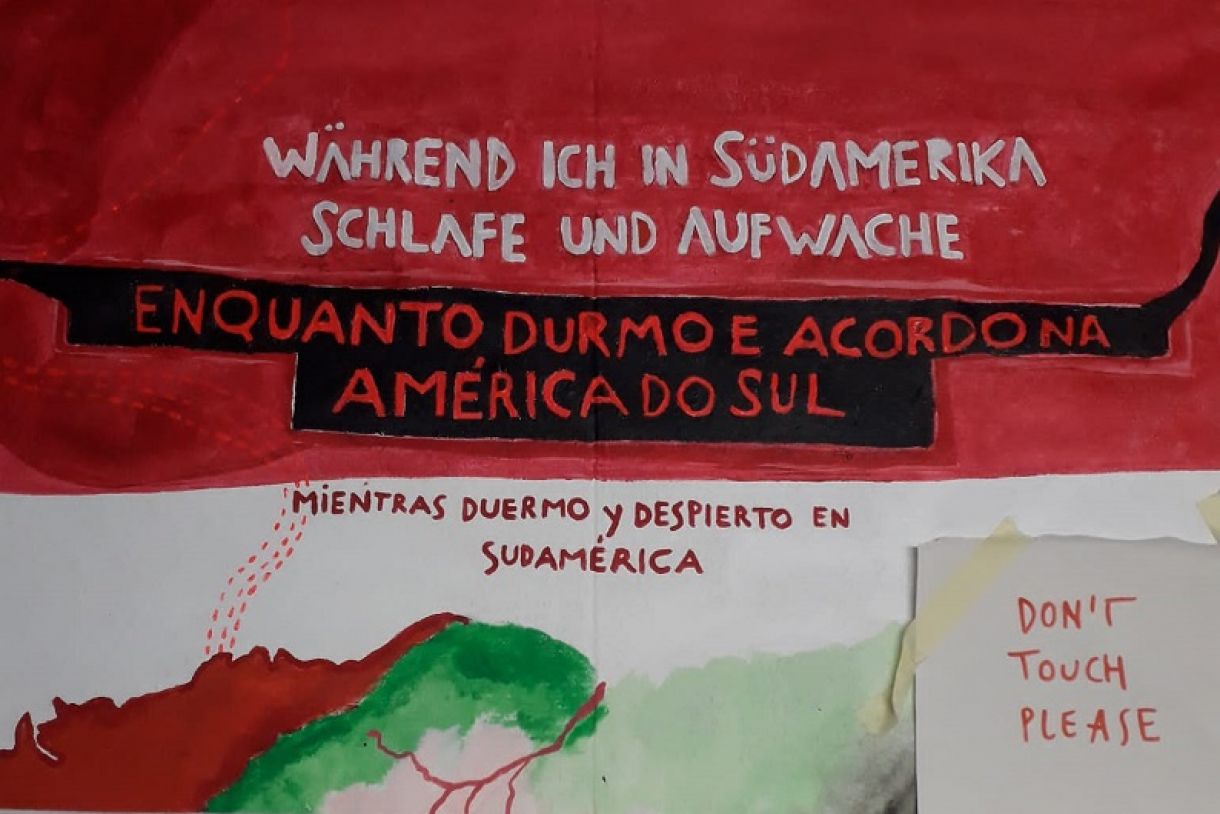 WÄHREND ICH IN SÜDAMERIKA
SCHLAFE UND AUFWACHE
ENQUANTO DURMO E ACORDO NA
AMÉRICA DO SUL
MIENTRAS DUERMO y DESPIERTO EN
SUDAMÉRICA
DON'T
TOUCH
PLEASE